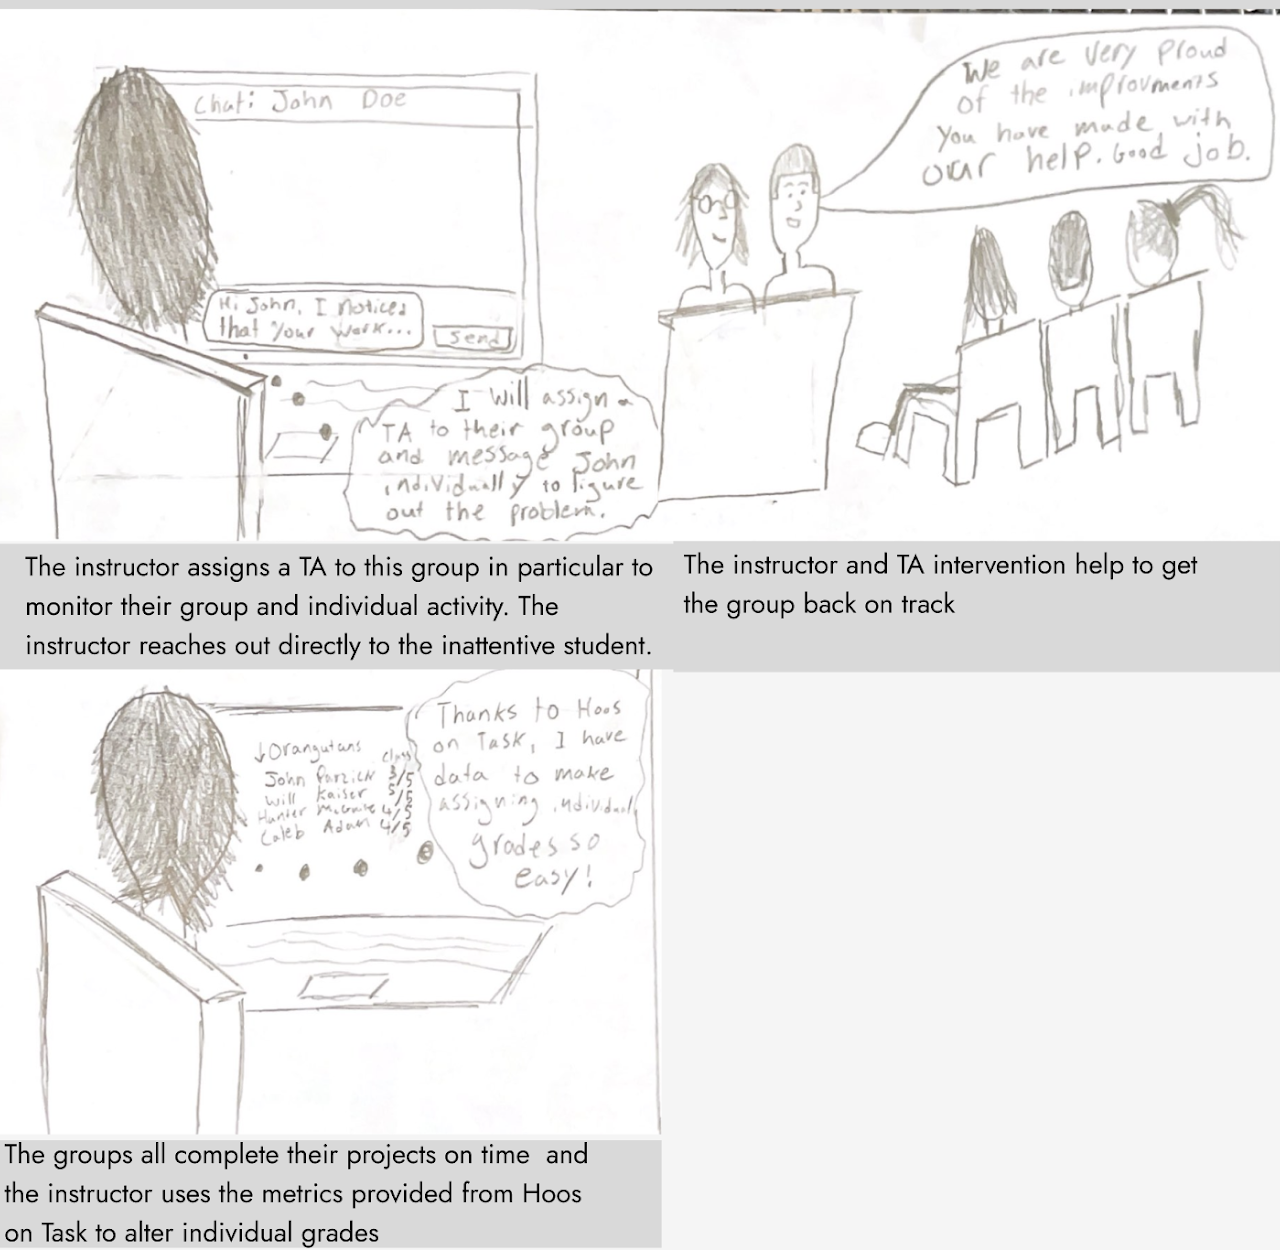 Chat: John Doe
Hi John, I notices
that your work...
Send
I will assign a
TA to their group
and message John
individually to figure
out the problem.
We are very proud
of the improvments
you have made with
our help. Good job.
The instructor assigns a TA to this group in particular to
monitor their group and individual activity. The
instructor reaches out directly to the inattentive student.
The instructor and TA intervention help to get
the group back on track
↓Orangutans
John 3/5
Will Kaiser 5/5
Hunter 4/5
Caleb Adam 4/5
Thanks to Hoos
on Task, I have
data to make
assigning individual
grades so
easy!
The groups all complete their projects on time and
the instructor uses the metrics provided from Hoos
on Task to alter individual grades